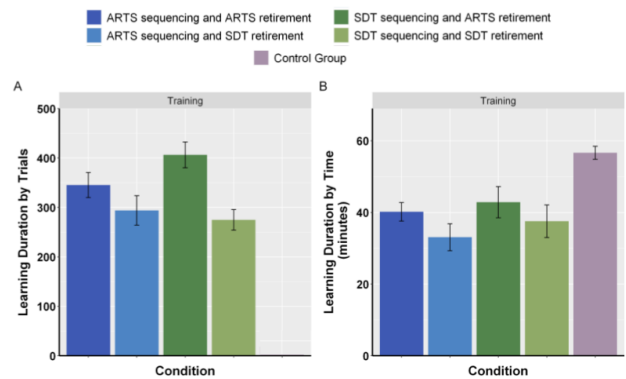 ARTS sequencing and ARTS retirement
SDT sequencing and ARTS retirement
ARTS sequencing and SDT retirement
SDT sequencing and SDT retirement
Control Group
A
Training
500
400
300
200
100
0
Learning Duration by Trials
Condition
B
Training
60
40
20
0
Learning Duration by Time
(minutes)
Condition